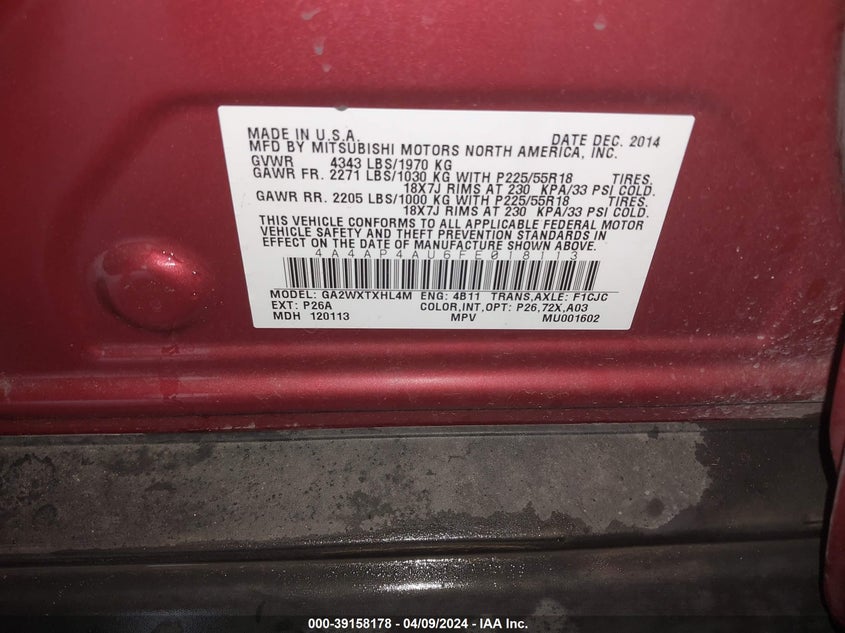 MADE IN U.S.A. DATE DEC. 2014
MFD BY MITSUBISHI MOTORS NORTH AMERICA, INC.
GVWR 4343 LBS/1970 KG
GAWR FR. 2271 LBS/1030 KG WITH P225/55R18 TIRES.
18X7J RIMS AT 230 KPA/33 PSI COLD.
GAWR RR. 2205 LBS/1000 KG WITH P225/55R18 TIRES.
18X7J RIMS AT 230 KPA/33 PSI COLD.
THIS VEHICLE CONFORMS TO ALL APPLICABLE FEDERAL MOTOR
VEHICLE SAFETY AND THEFT PREVENTION STANDARDS IN
EFFECT ON THE DATE OF MANUFACTURE SHOWN ABOVE.
4A4AP4AU6FE018113
MODEL: GA2WXTXHL4M ENG: 4B11 TRANS,AXLE: F1CJC
EXT: P26A COLOR,INT,OPT: P26,72X,A03
MDH 120113 MPV MU001602
000-39158178 - 04/09/2024 - IAA Inc.